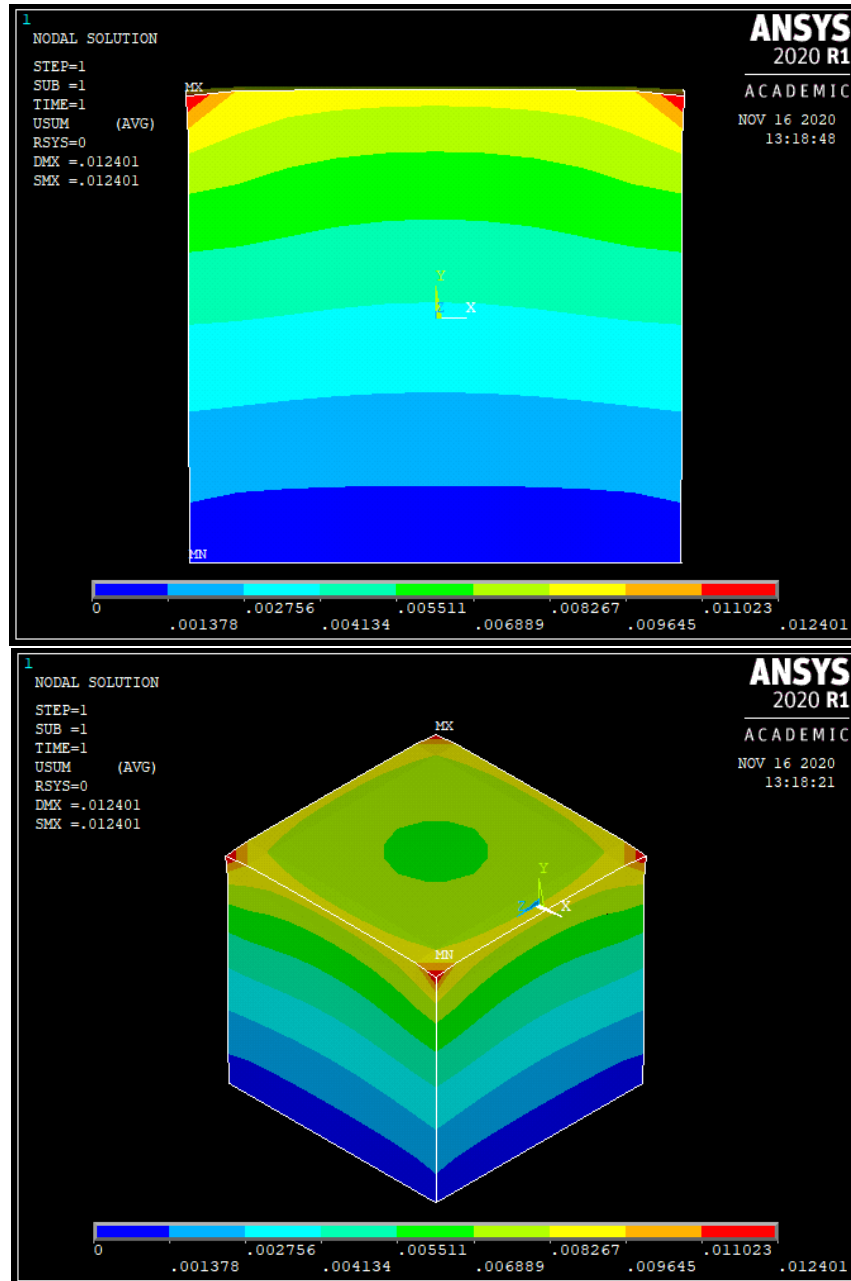 1
NODAL SOLUTION
STEP=1
SUB =1
TIME=1
USUM (AVG)
RSYS=0
DMX =.012401
SMX =.012401
ANSYS
2020 R1
ACADEMIC
NOV 16 2020
13:18:48
MX
Y
Z X
MN
0 .002756 .005511 .008267 .011023
.001378 .004134 .006889 .009645 .012401
1
NODAL SOLUTION
STEP=1
SUB =1
TIME=1
USUM (AVG)
RSYS=0
DMX =.012401
SMX =.012401
ANSYS
2020 R1
ACADEMIC
NOV 16 2020
13:18:21
MX
Y
Z X
MN
0 .002756 .005511 .008267 .011023
.001378 .004134 .006889 .009645 .012401